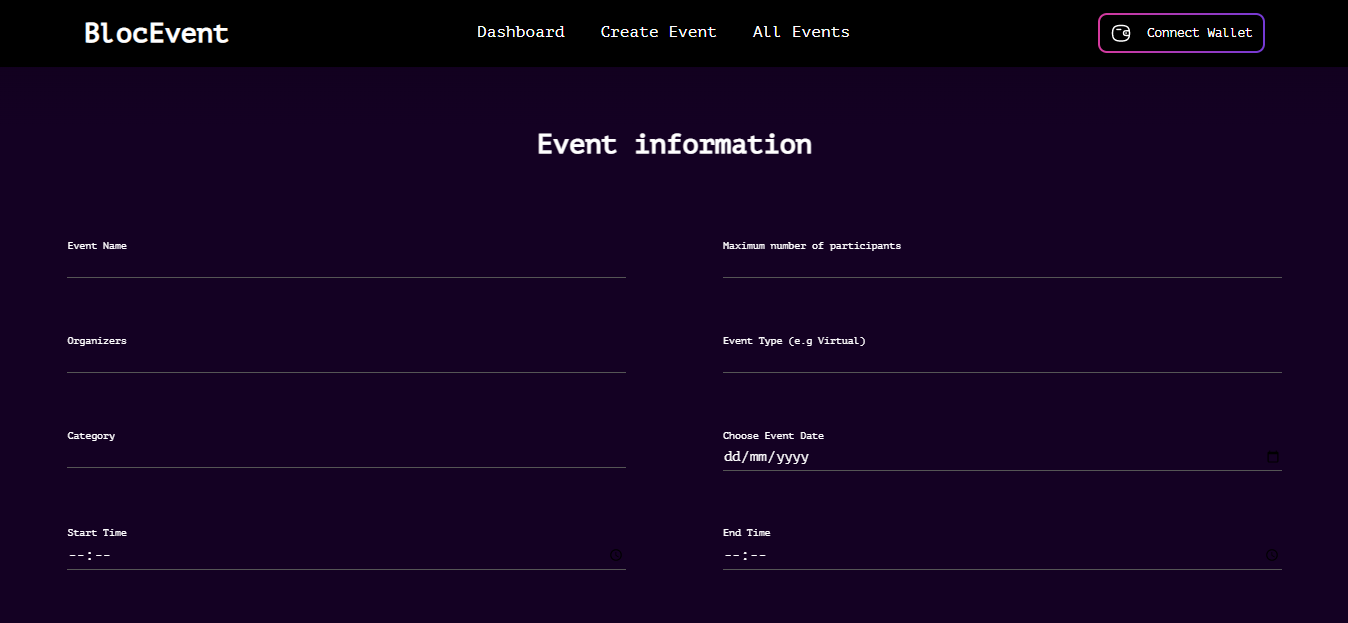 BlocEvent
Dashboard
Create Event
All Events
Connect Wallet
Event information
Event Name
Maximum number of participants
Organizers
Event Type (e.g Virtual)
Category
Choose Event Date
dd/mm/yyyy
Start Time
End Time
--:--
--:--